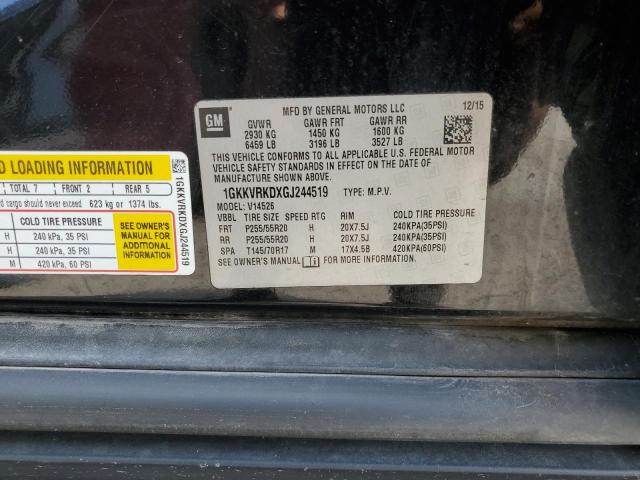 D LOADING INFORMATION
TOTAL 7 FRONT 2 REAR 5
d cargo should never exceed 623 kg or 1374 lbs.
COLD TIRE PRESSURE
H 240 kPa, 35 PSI
H 240 kPa, 35 PSI
M 420 kPa, 60 PSI
SEE OWNER'S
MANUAL FOR
ADDITIONAL
INFORMATION
1GKKVRKDXGJ244519
GM
MFD BY GENERAL MOTORS LLC 12/15
GVWR GAWR FRT GAWR RR
2930 KG 1450 KG 1600 KG
6459 LB 3196 LB 3527 LB
THIS VEHICLE CONFORMS TO ALL APPLICABLE U.S. FEDERAL MOTOR
VEHICLE SAFETY, BUMPER, AND THEFT PREVENTION
STANDARDS IN EFFECT ON THE DATE OF
MANUFACTURE SHOWN ABOVE.
1GKKVRKDXGJ244519 TYPE: M.P.V.
MODEL: V14526
VBBL TIRE SIZE SPEED RTG RIM COLD TIRE PRESSURE
FRT P255/55R20 H 20X7.5J 240KPA(35PSI)
RR P255/55R20 H 20X7.5J 240KPA(35PSI)
SPA T145/70R17 M 17X4.5B 420KPA(60PSI)
SEE OWNER'S MANUAL i FOR MORE INFORMATION.